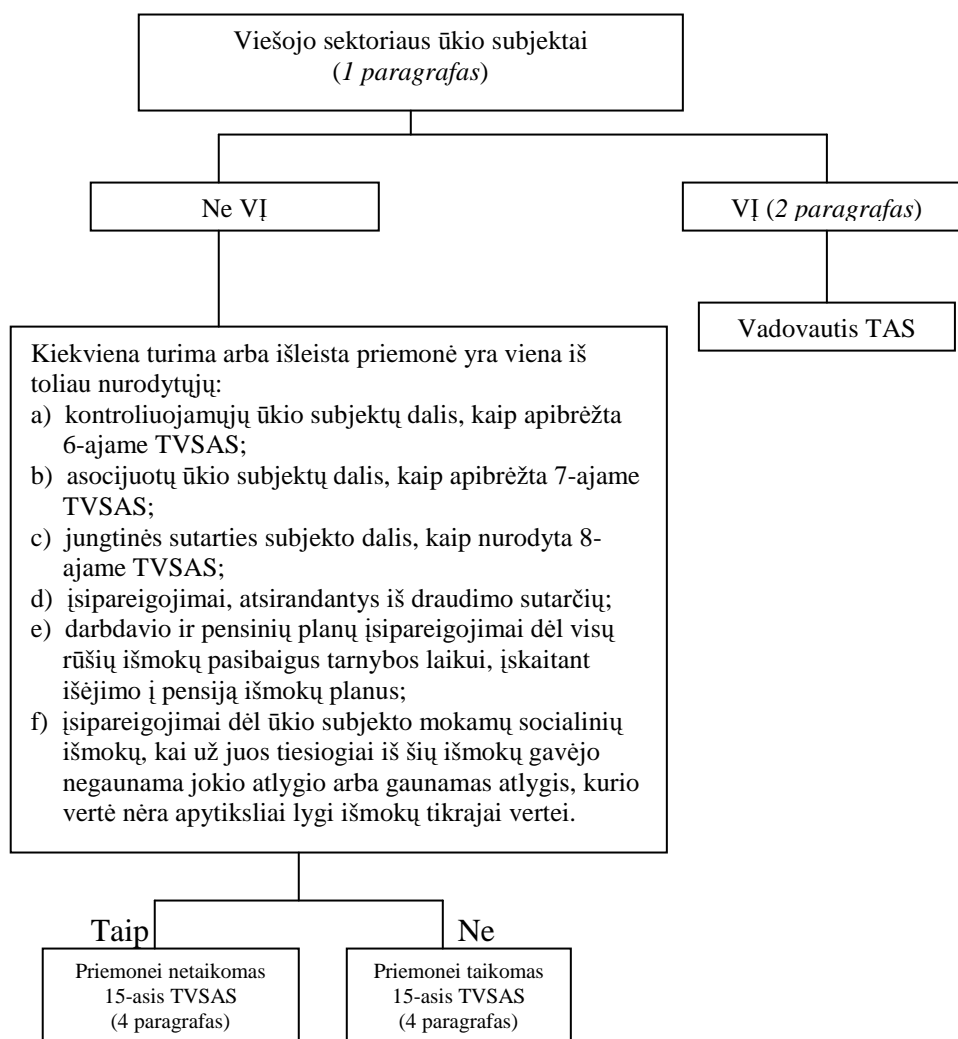 Viešojo sektoriaus ūkio subjektai
(1 paragrafas)
Ne VĮ
VĮ (2 paragrafas)
Vadovautis TAS
Kiekviena turima arba išleista priemonė yra viena iš
toliau nurodytųjų:
a) kontroliuojamųjų ūkio subjektų dalis, kaip apibrėžta
6-ajame TVSAS;
b) asocijuotų ūkio subjektų dalis, kaip apibrėžta 7-ajame
TVSAS;
c) jungtinės sutarties subjekto dalis, kaip nurodyta 8-
ajame TVSAS;
d) įsipareigojimai, atsirandantys iš draudimo sutarčių;
e) darbdavio ir pensinių planų įsipareigojimai dėl visų
rūšių išmokų pasibaigus tarnybos laikui, įskaitant
išėjimo į pensiją išmokų planus;
f) įsipareigojimai dėl ūkio subjekto mokamų socialinių
išmokų, kai už juos tiesiogiai iš šių išmokų gavėjo
negaunama jokio atlygio arba gaunamas atlygis, kurio
vertė nėra apytiksliai lygi išmokų tikrajai vertei.
Taip
Ne
Priemonei netaikomas
15-asis TVSAS
(4 paragrafas)
Priemonei taikomas
15-asis TVSAS
(4 paragrafas)